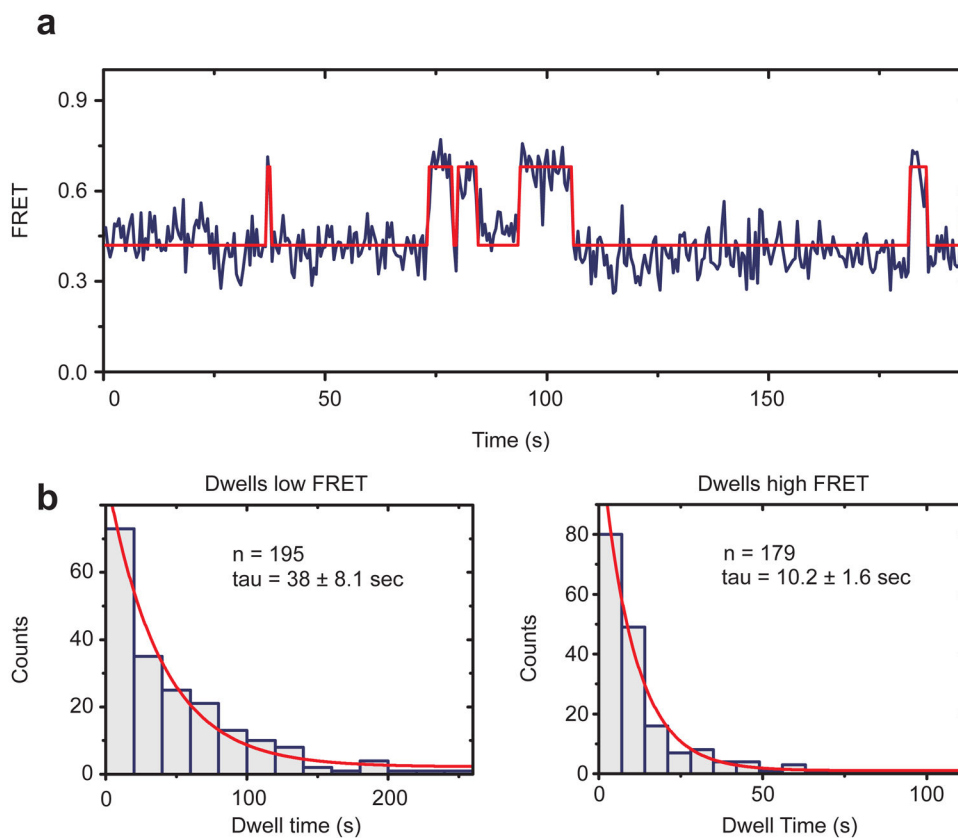 a
0.9
0.6
0.3
0.0
FRET
0 50 100 150
Time (s)
b
Dwells low FRET
n = 195
tau = 38 ± 8.1 sec
60
40
20
0
Counts
0 100 200
Dwell time (s)
Dwells high FRET
n = 179
tau = 10.2 ± 1.6 sec
80
60
40
20
0
Counts
0 50 100
Dwell Time (s)